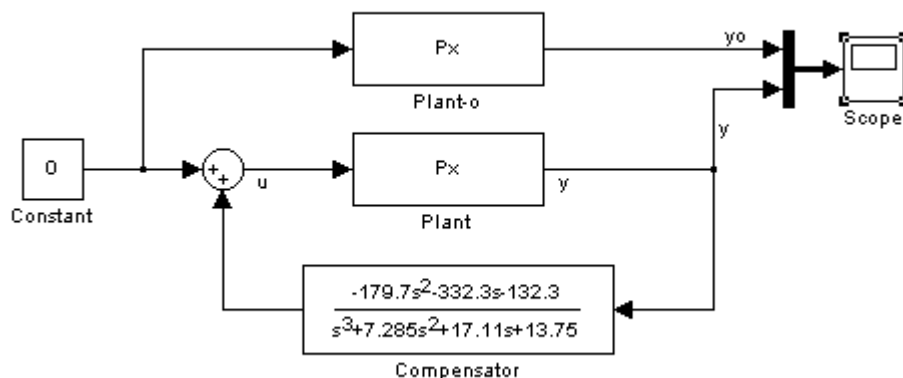 Px
yo
Plant-o
Scope
y
0
+
+
u
Px
y
Constant
Plant
-179.7s²-332.3s-132.3
s³+7.285s²+17.11s+13.75
Compensator